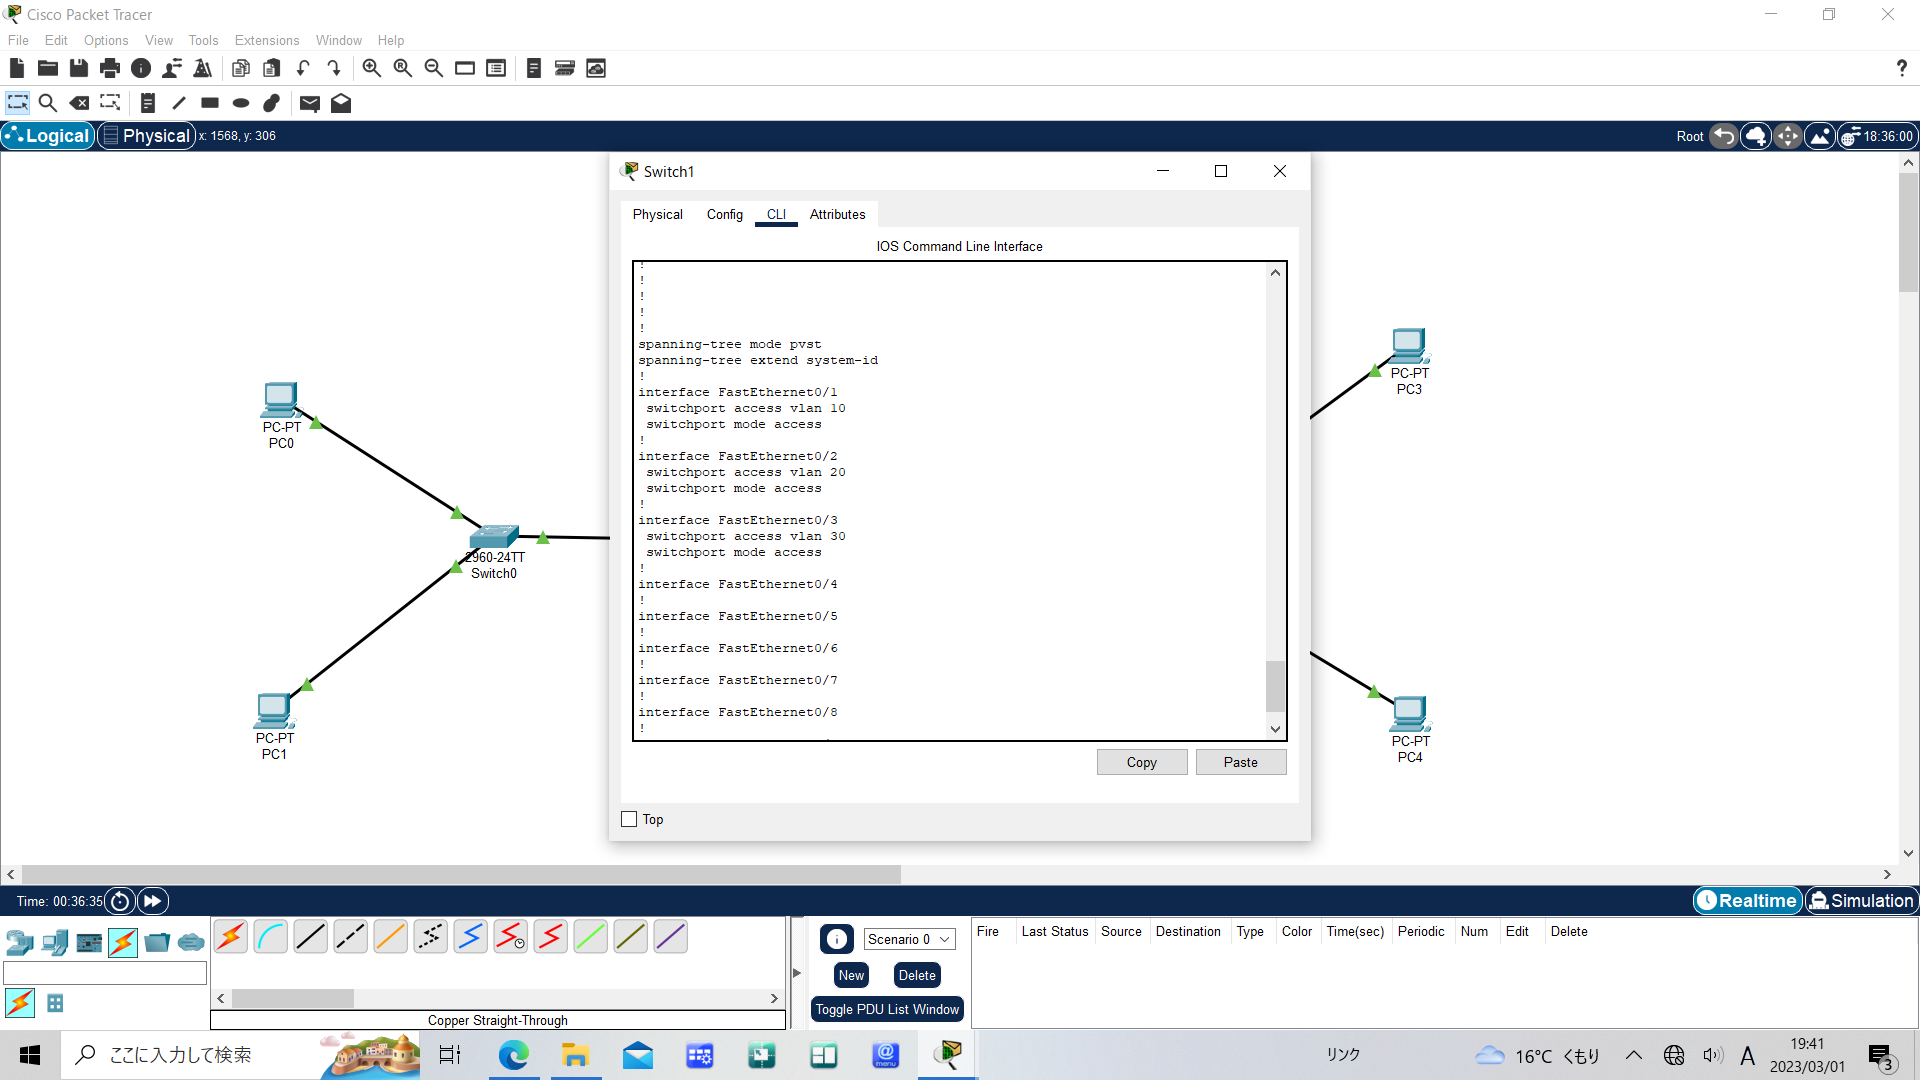 Cisco Packet Tracer
File Edit Options View Tools Extensions Window Help
Logical Physical x: 1568, y: 306 Root 18:36:00
Switch1
Physical Config CLI Attributes
IOS Command Line Interface
!
!
!
!
!
spanning-tree mode pvst
spanning-tree extend system-id
!
interface FastEthernet0/1
switchport access vlan 10
switchport mode access
!
interface FastEthernet0/2
switchport access vlan 20
switchport mode access
!
interface FastEthernet0/3
switchport access vlan 30
switchport mode access
!
interface FastEthernet0/4
!
interface FastEthernet0/5
!
interface FastEthernet0/6
!
interface FastEthernet0/7
!
interface FastEthernet0/8
!
Copy Paste
Top
PC-PT
PC0
2960-24TT
Switch0
PC-PT
PC1
PC-PT
PC3
PC-PT
PC4
Time: 00:36:35 Realtime Simulation
Scenario 0
New Delete
Toggle PDU List Window
Fire Last Status Source Destination Type Color Time(sec) Periodic Num Edit Delete
Copper Straight-Through
ここに入力して検索
@
menu
リンク
16°C くもり
A
19:41
2023/03/01
3